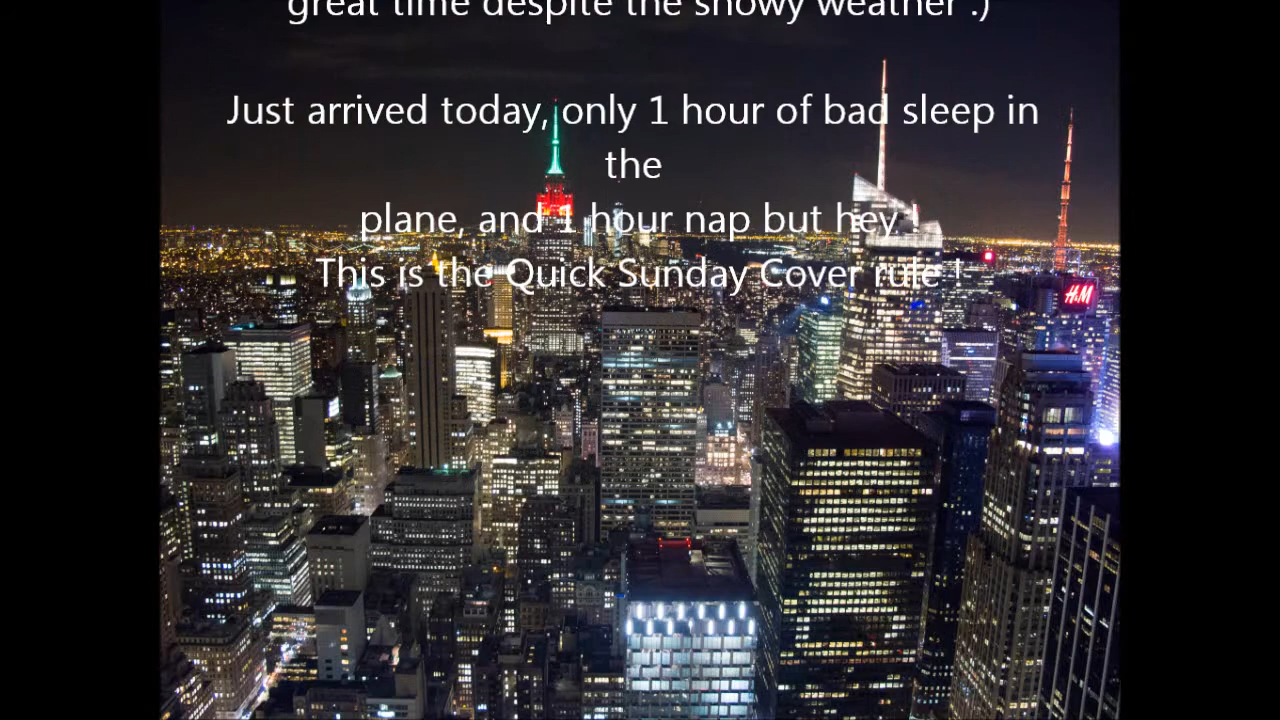 great time despite the snowy weather :)
Just arrived today, only 1 hour of bad sleep in
the
plane, and 1 hour nap but hey !
This is the Quick Sunday Cover rule !
H&M